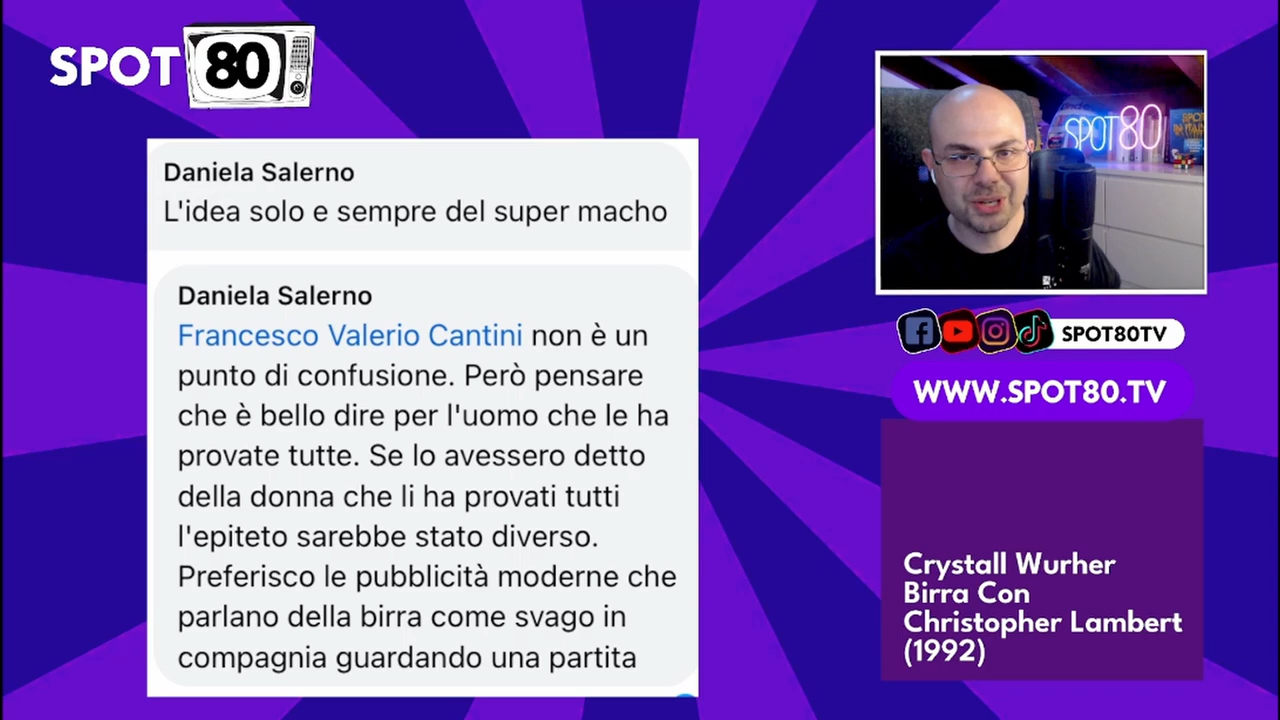 SPOT 80
Daniela Salerno
L'idea solo e sempre del super macho
Daniela Salerno
Francesco Valerio Cantini non è un
punto di confusione. Però pensare
che è bello dire per l'uomo che le ha
provate tutte. Se lo avessero detto
della donna che li ha provati tutti
l'epiteto sarebbe stato diverso.
Preferisco le pubblicità moderne che
parlano della birra come svago in
compagnia guardando una partita
SPOT80
SPOT80TV
WWW.SPOT80.TV
Crystall Wurher
Birra Con
Christopher Lambert
(1992)